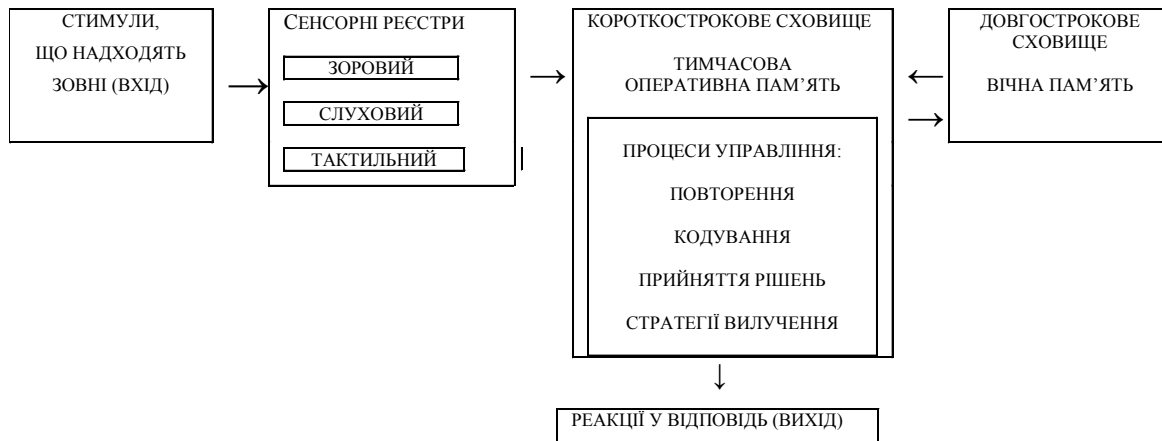 СТИМУЛИ,
ЩО НАДХОДЯТЬ
ЗОВНІ (ВХІД)
СЕНСОРНІ РЕЄСТРИ
ЗОРОВИЙ
СЛУХОВИЙ
ТАКТИЛЬНИЙ
КОРОТКОСТРОКОВЕ СХОВИЩЕ
ТИМЧАСОВА
ОПЕРАТИВНА ПАМ’ЯТЬ
ПРОЦЕСИ УПРАВЛІННЯ:
ПОВТОРЕННЯ
КОДУВАННЯ
ПРИЙНЯТТЯ РІШЕНЬ
СТРАТЕГІЇ ВИЛУЧЕННЯ
ДОВГОСТРОКОВЕ
СХОВИЩЕ
ВІЧНА ПАМ’ЯТЬ
РЕАКЦІЇ У ВІДПОВІДЬ (ВИХІД)